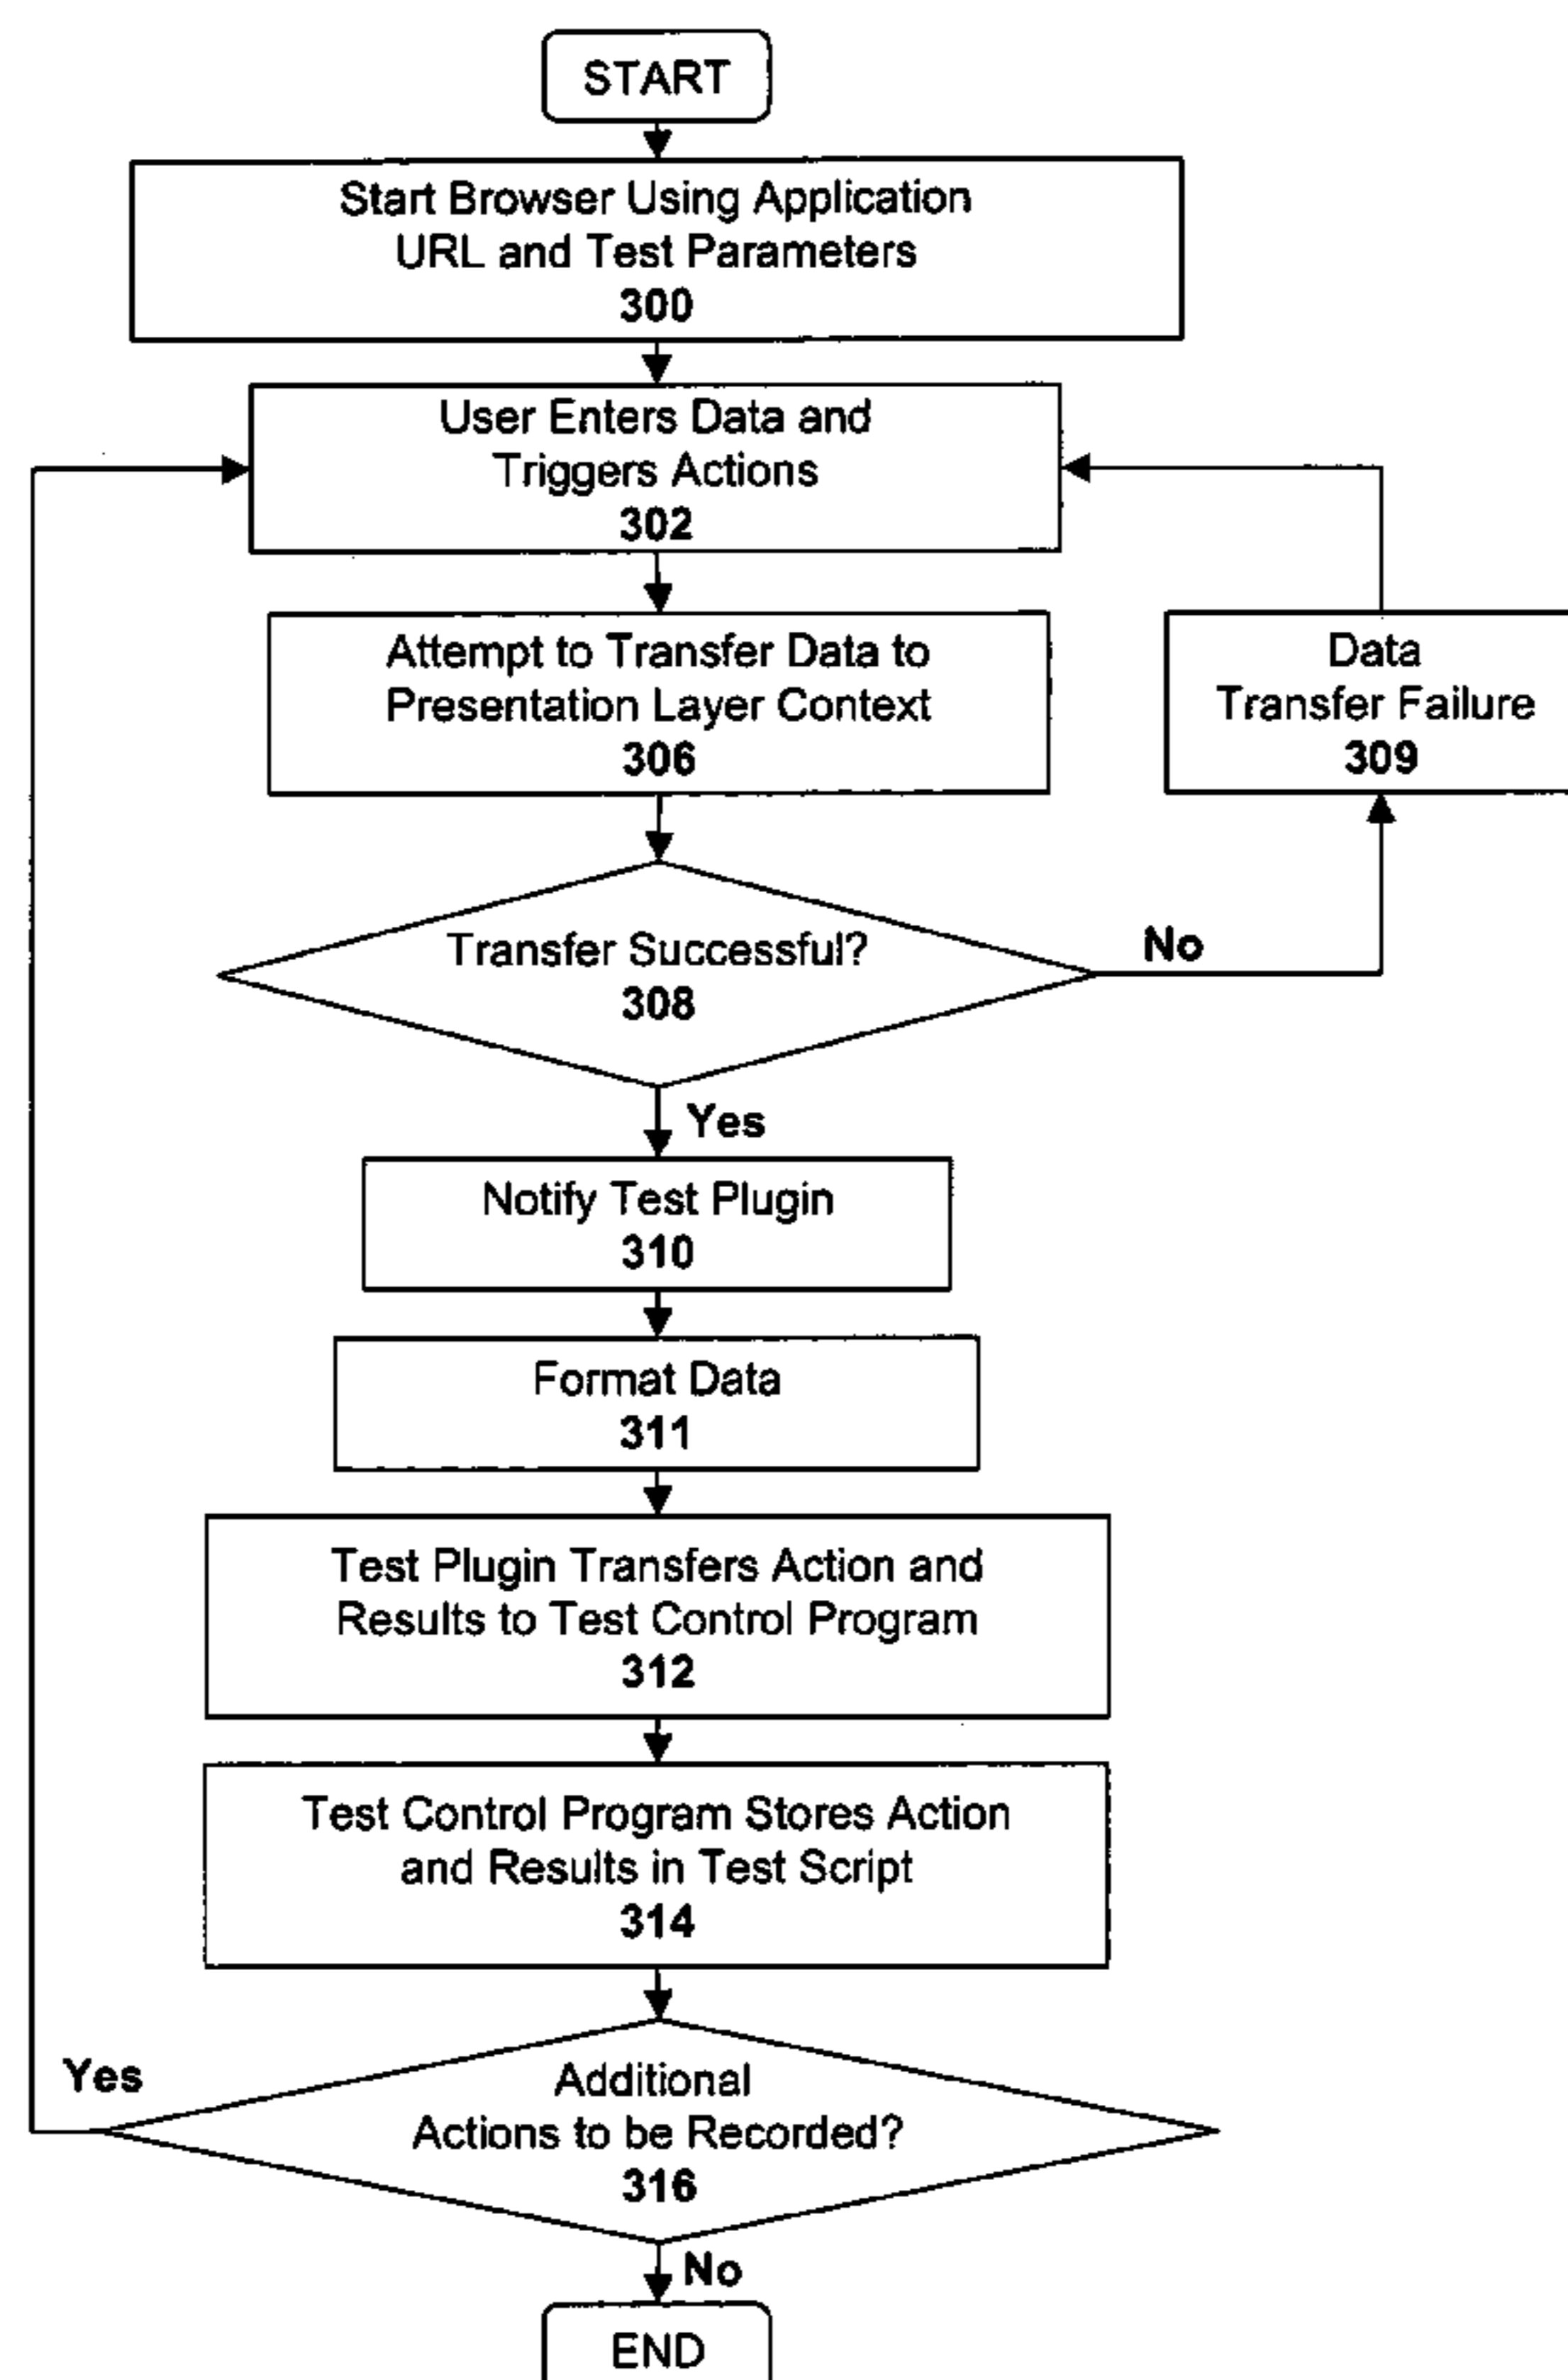 START
Start Browser Using Application
URL and Test Parameters
300
User Enters Data and
Triggers Actions
302
Attempt to Transfer Data to
Presentation Layer Context
306
Data
Transfer Failure
309
Transfer Successful?
308
No
Yes
Notify Test Plugin
310
Format Data
311
Test Plugin Transfers Action and
Results to Test Control Program
312
Test Control Program Stores Action
and Results in Test Script
314
Yes
Additional
Actions to be Recorded?
316
No
END